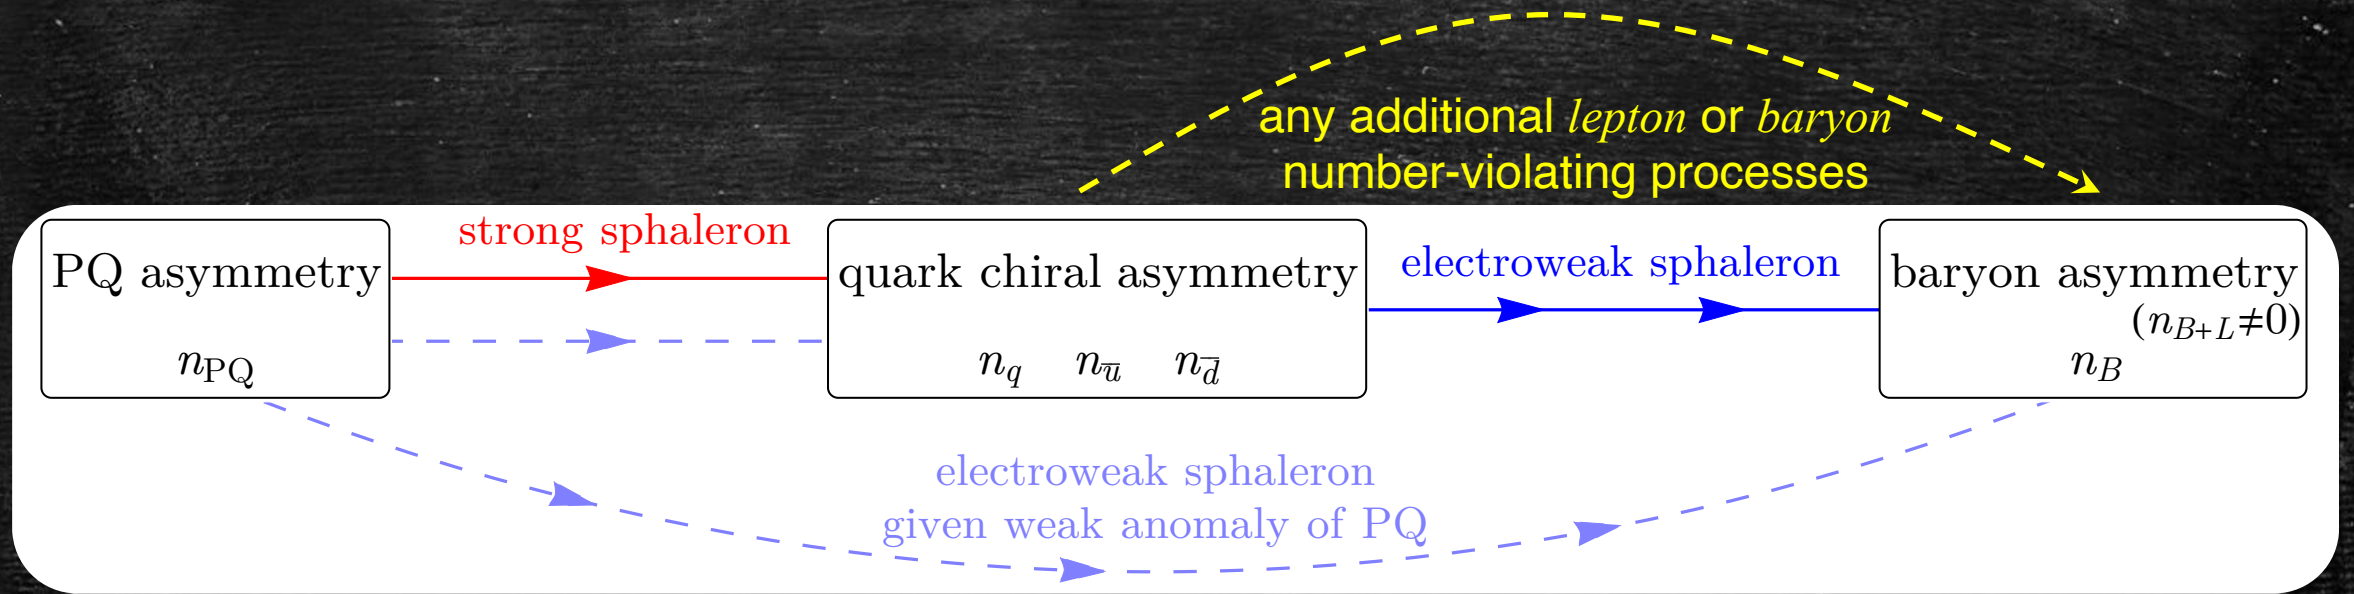 any additional lepton or baryon
number-violating processes
strong sphaleron
PQ asymmetry
n_PQ
quark chiral asymmetry
n_q n_ū n_d̄
electroweak sphaleron
baryon asymmetry
(n_{B+L}≠0)
n_B
electroweak sphaleron
given weak anomaly of PQ